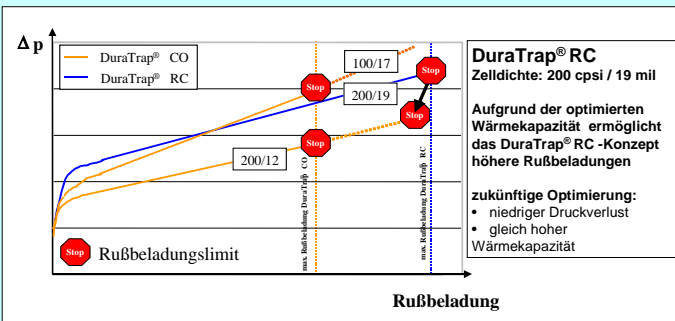 Δ p
DuraTrap® CO
DuraTrap® RC
100/17
Stop
Stop
200/19
Stop
Stop
200/12
max. Rußbeladung DuraTrap CO
max. Rußbeladung DuraTrap RC
Stop Rußbeladungslimit
Rußbeladung
DuraTrap® RC
Zelldichte: 200 cpsi / 19 mil
Aufgrund der optimierten
Wärmekapazität ermöglicht
das DuraTrap® RC -Konzept
höhere Rußbeladungen
zukünftige Optimierung:
• niedriger Druckverlust
• gleich hoher
Wärmekapazität